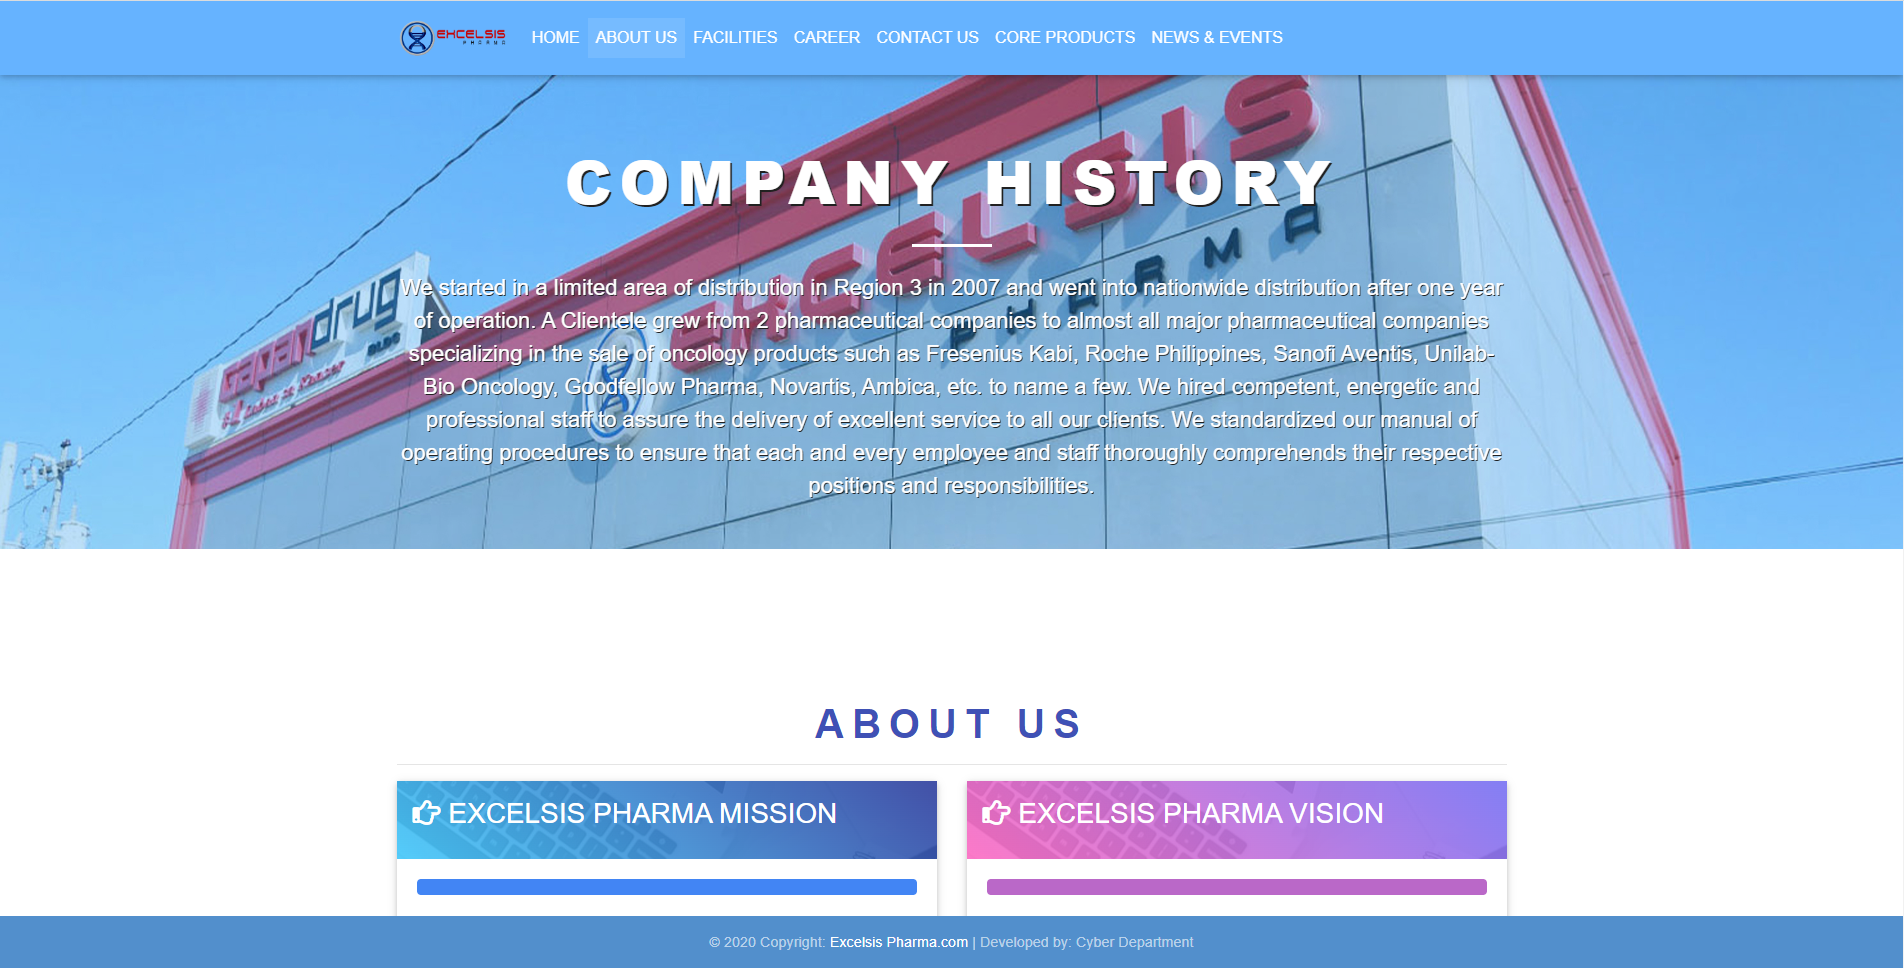 EXCELSIS
PHARMA
HOME ABOUT US FACILITIES CAREER CONTACT US CORE PRODUCTS NEWS & EVENTS
COMPANY HISTORY
EXCELSIS
PHARMA
gapandrug
BLDG
We started in a limited area of distribution in Region 3 in 2007 and went into nationwide distribution after one year
of operation. A Clientele grew from 2 pharmaceutical companies to almost all major pharmaceutical companies
specializing in the sale of oncology products such as Fresenius Kabi, Roche Philippines, Sanofi Aventis, Unilab-
Bio Oncology, Goodfellow Pharma, Novartis, Ambica, etc. to name a few. We hired competent, energetic and
professional staff to assure the delivery of excellent service to all our clients. We standardized our manual of
operating procedures to ensure that each and every employee and staff thoroughly comprehends their respective
positions and responsibilities.
ABOUT US
EXCELSIS PHARMA MISSION
EXCELSIS PHARMA VISION
© 2020 Copyright: Excelsis Pharma.com | Developed by: Cyber Department